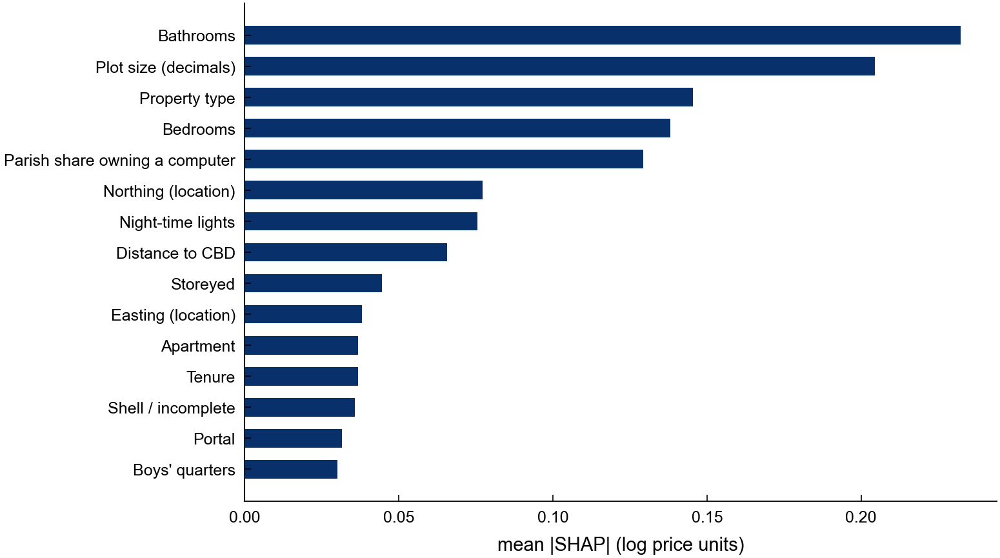 Bathrooms
Plot size (decimals)
Property type
Bedrooms
Parish share owning a computer
Northing (location)
Night-time lights
Distance to CBD
Storeyed
Easting (location)
Apartment
Tenure
Shell / incomplete
Portal
Boys' quarters
0.00 0.05 0.10 0.15 0.20
mean |SHAP| (log price units)